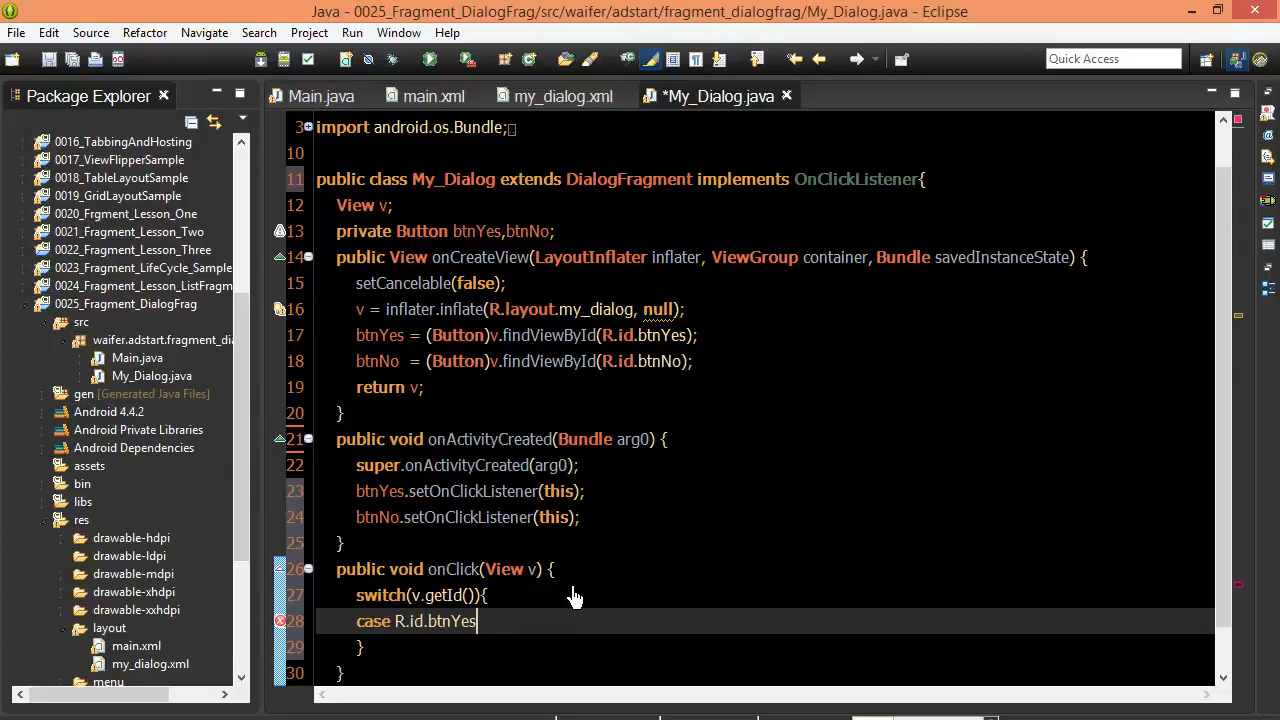 Java - 0025_Fragment_DialogFrag/src/waifer/adstart/fragment_dialogfrag/My_Dialog.java - Eclipse
File Edit Source Refactor Navigate Search Project Run Window Help
Quick Access
Package Explorer
Main.java main.xml my_dialog.xml *My_Dialog.java
0016_TabbingAndHosting
0017_ViewFlipperSample
0018_TableLayoutSample
0019_GridLayoutSample
0020_Frgment_Lesson_One
0021_Fragment_Lesson_Two
0022_Fragment_Lesson_Three
0023_Fragment_LifeCycle_Sample
0024_Fragment_Lesson_ListFragm
0025_Fragment_DialogFrag
src
waifer.adstart.fragment_dia
Main.java
My_Dialog.java
gen [Generated Java Files]
Android 4.4.2
Android Private Libraries
Android Dependencies
assets
bin
libs
res
drawable-hdpi
drawable-ldpi
drawable-mdpi
drawable-xhdpi
drawable-xxhdpi
layout
main.xml
my_dialog.xml
menu
3 import android.os.Bundle;
10
11 public class My_Dialog extends DialogFragment implements OnClickListener{
12 View v;
13 private Button btnYes,btnNo;
14 public View onCreateView(LayoutInflater inflater, ViewGroup container, Bundle savedInstanceState) {
15 setCancelable(false);
16 v = inflater.inflate(R.layout.my_dialog, null);
17 btnYes = (Button)v.findViewById(R.id.btnYes);
18 btnNo = (Button)v.findViewById(R.id.btnNo);
19 return v;
20 }
21 public void onActivityCreated(Bundle arg0) {
22 super.onActivityCreated(arg0);
23 btnYes.setOnClickListener(this);
24 btnNo.setOnClickListener(this);
25 }
26 public void onClick(View v) {
27 switch(v.getId()){
28 case R.id.btnYes
29 }
30 }